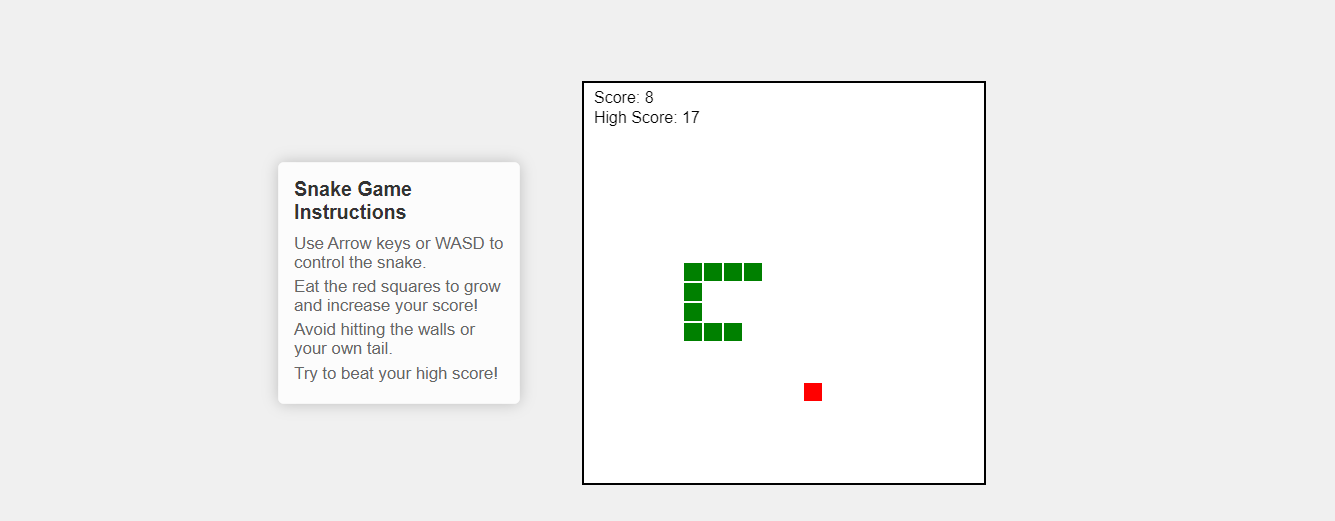 Score: 8
High Score: 17
Snake Game
Instructions
Use Arrow keys or WASD to
control the snake.
Eat the red squares to grow
and increase your score!
Avoid hitting the walls or
your own tail.
Try to beat your high score!